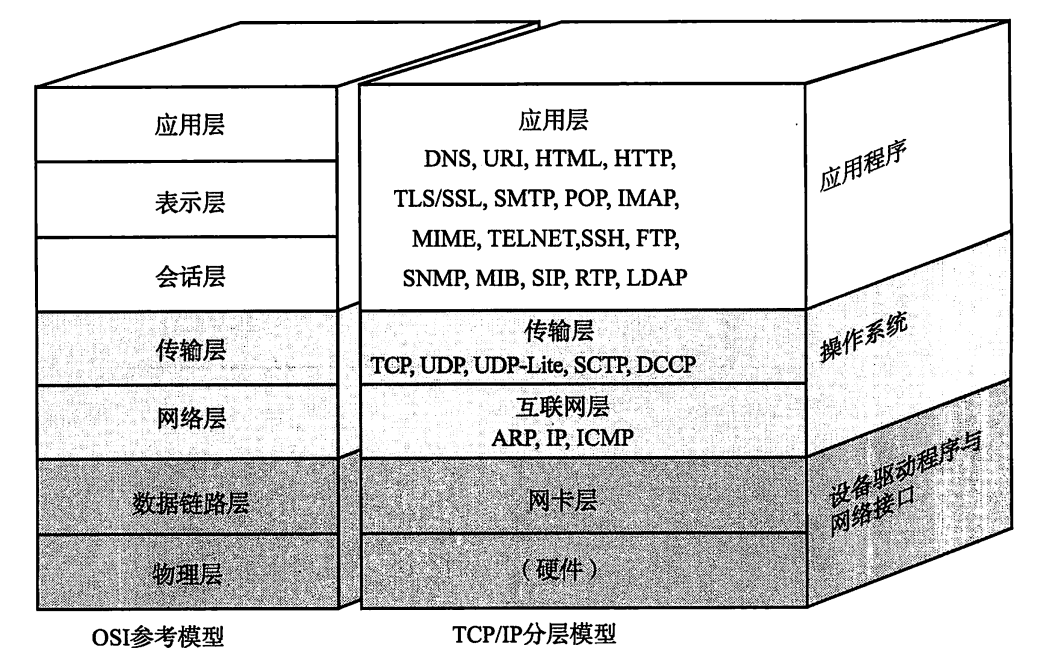 应用层
表示层
会话层
传输层
网络层
数据链路层
物理层
OSI参考模型
应用层
DNS, URI, HTML, HTTP,
TLS/SSL, SMTP, POP, IMAP,
MIME, TELNET,SSH, FTP,
SNMP, MIB, SIP, RTP, LDAP
传输层
TCP, UDP, UDP-Lite, SCTP, DCCP
互联网层
ARP, IP, ICMP
网卡层
（硬件）
TCP/IP分层模型
应用程序
操作系统
设备驱动程序与
网络接口